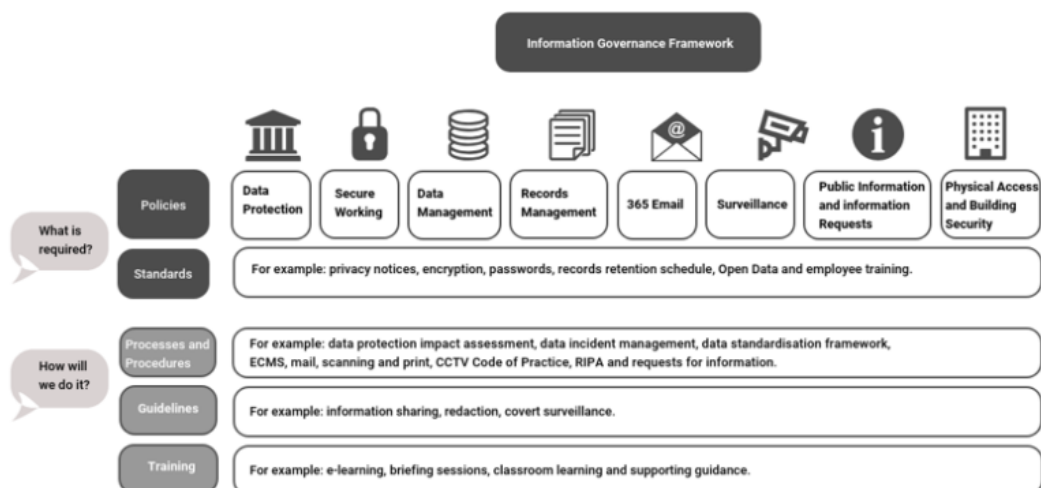 Information Governance Framework
@
i
Policies
Data
Protection
Secure
Working
Data
Management
Records
Management
365 Email
Surveillance
Public Information
and information
Requests
Physical Access
and Building
Security
What is
required?
Standards
For example: privacy notices, encryption, passwords, records retention schedule, Open Data and employee training.
Processes and
Procedures
For example: data protection impact assessment, data incident management, data standardisation framework,
ECMS, mail, scanning and print, CCTV Code of Practice, RIPA and requests for information.
How will
we do it?
Guidelines
For example: information sharing, redaction, covert surveillance.
Training
For example: e-learning, briefing sessions, classroom learning and supporting guidance.